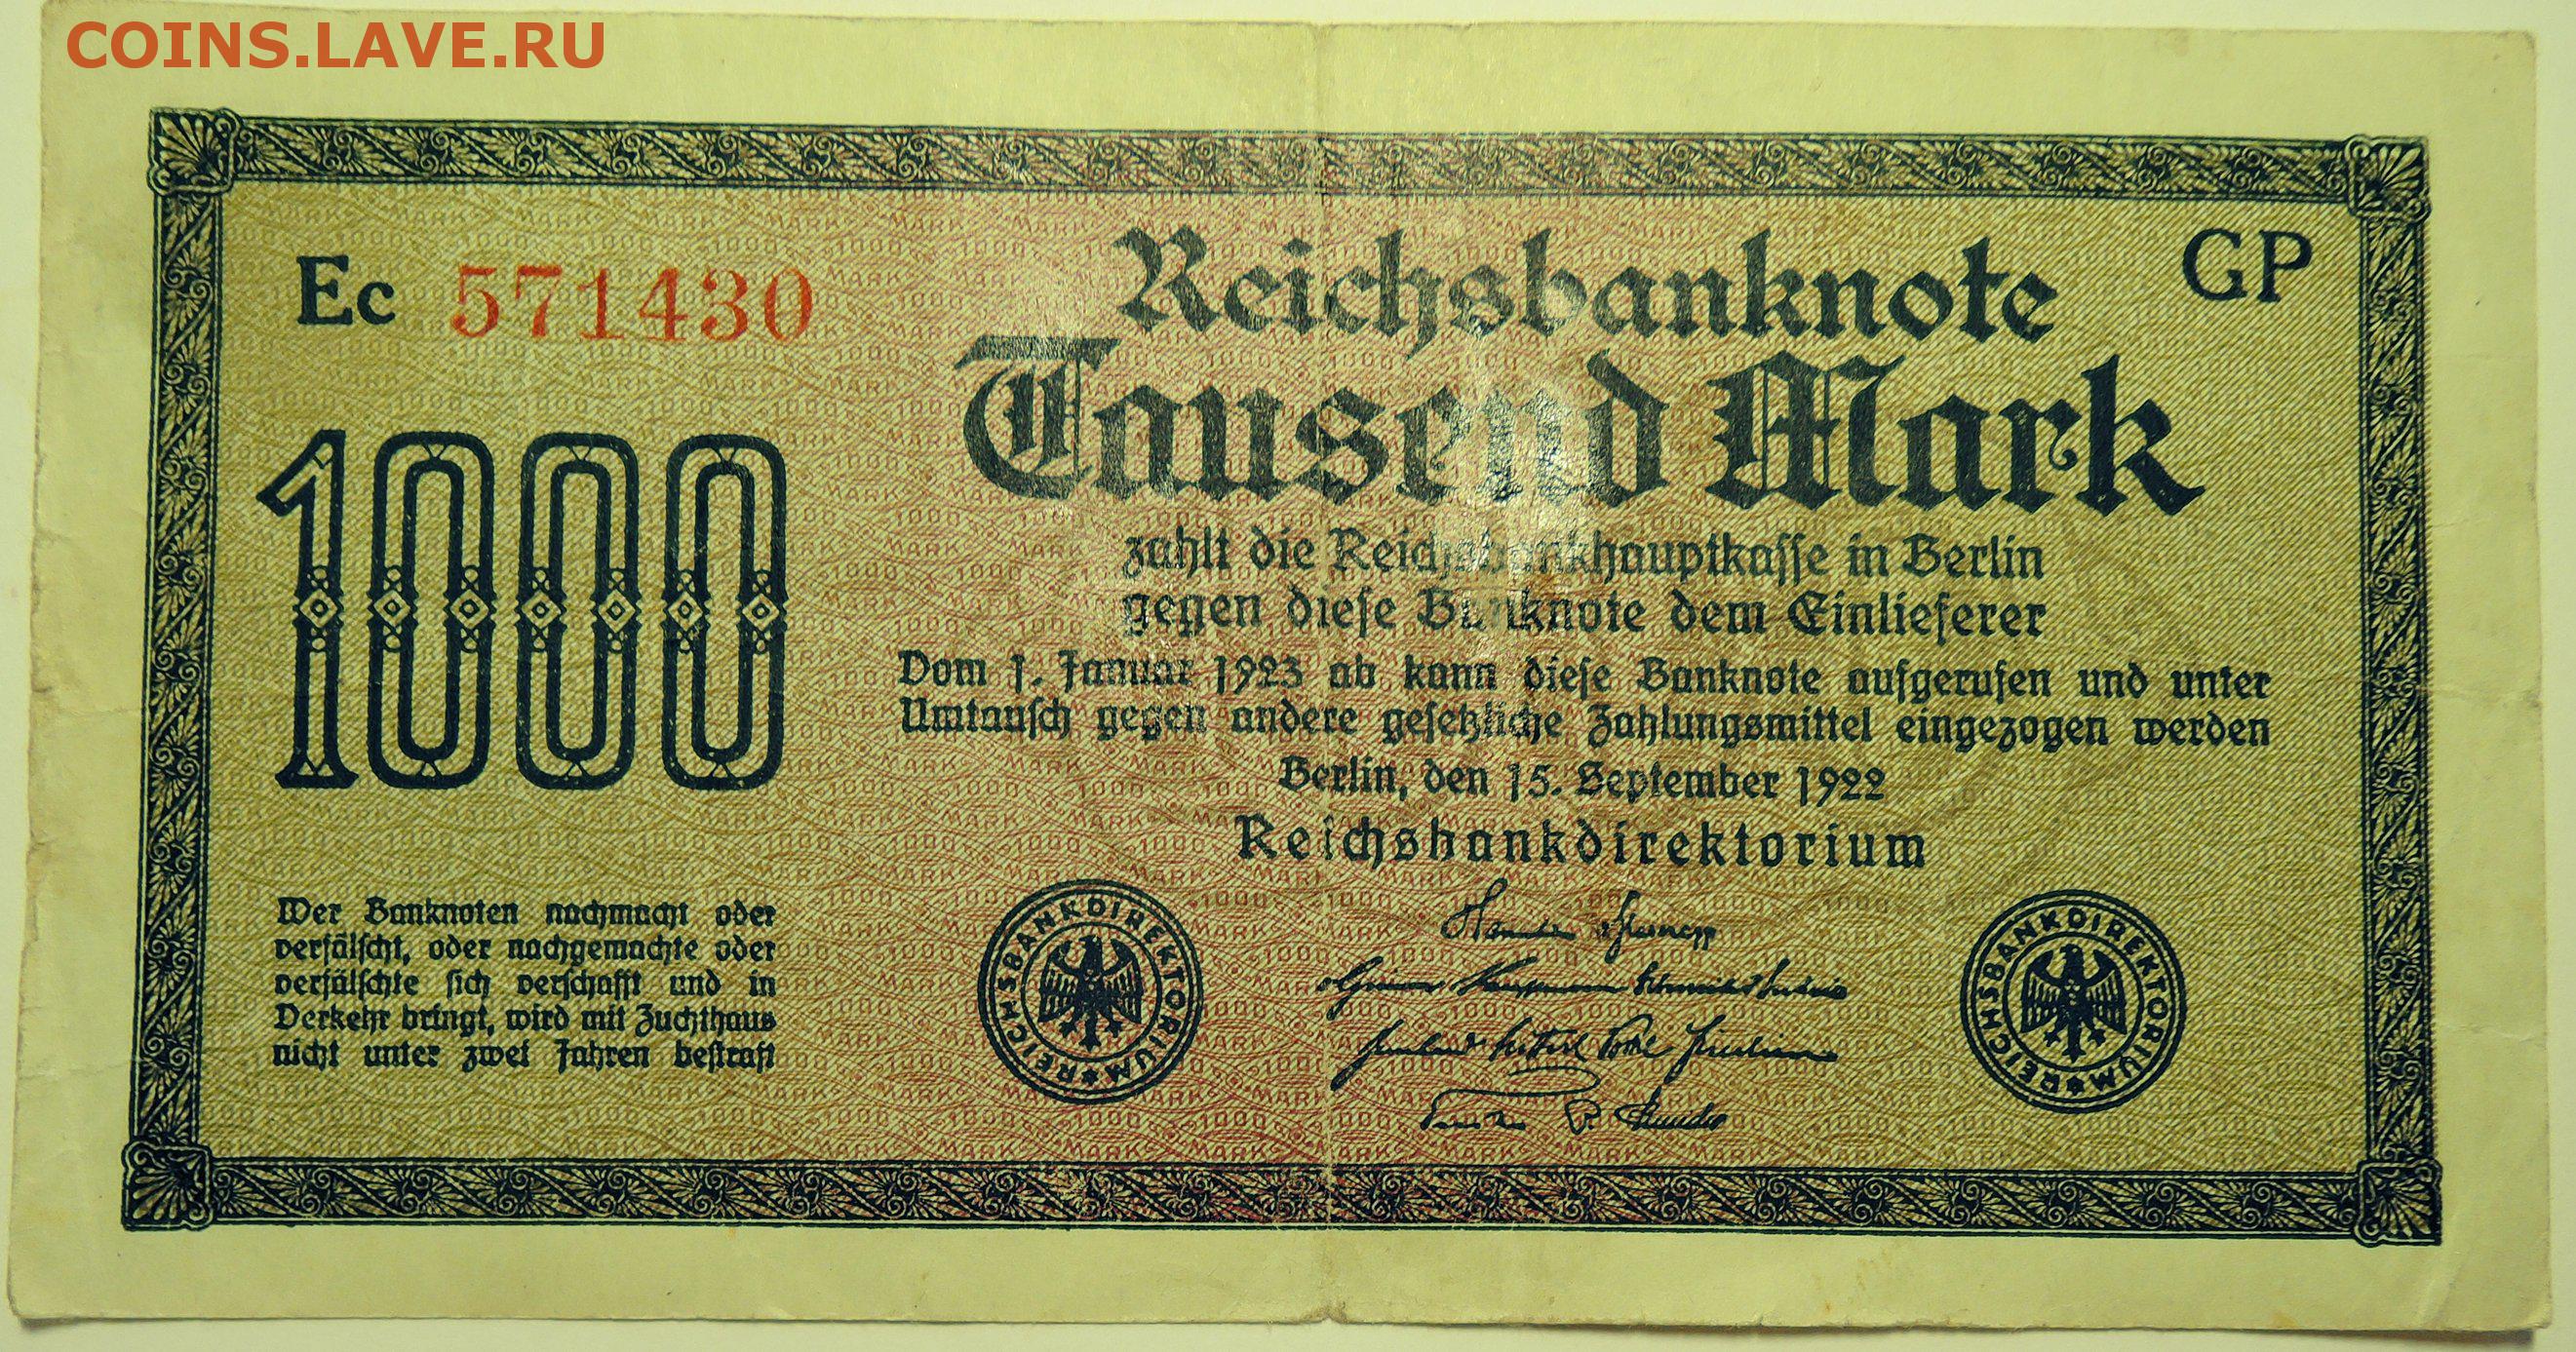 COINS.LAVE.RU
Ec 571430
GP
Reichsbanknote
Tausend Mark
1000
zahlt die Reichsbankhauptkasse in Berlin
gegen diese Banknote dem Einlieferer
Vom 1. Januar 1923 ab kann diese Banknote aufgerufen und unter
Umtausch gegen andere gesetzliche Zahlungsmittel eingezogen werden
Berlin, den 15. September 1922
Reichsbankdirektorium
Wer Banknoten nachmacht oder
verfälscht, oder nachgemachte oder
verfälschte sich verschafft und in
Verkehr bringt, wird mit Zuchthaus
nicht unter zwei Jahren bestraft
REICHSBANKDIREKTORIUM
REICHSBANKDIREKTORIUM